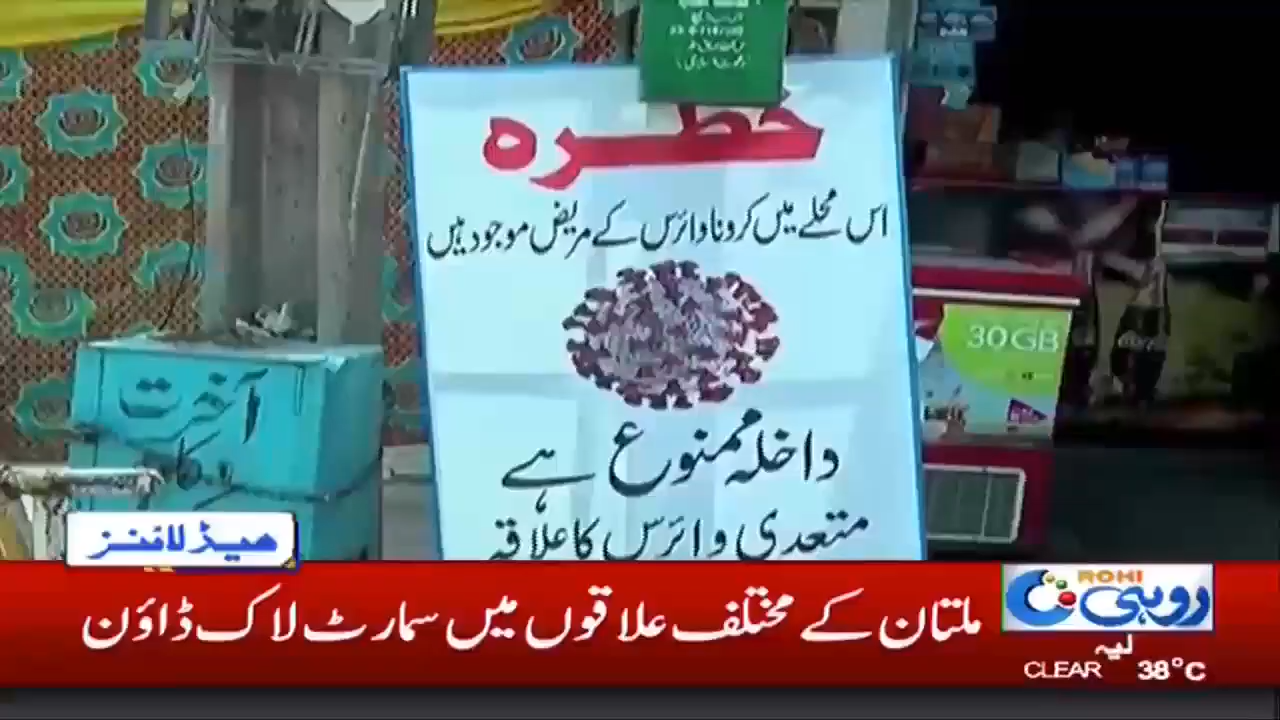 خطرہ
اس محلے میں کرونا وائرس کے مریض موجود ہیں
داخلہ ممنوع ہے
متعدی وائرس کا علاقہ
آخرت
30GB
ہیڈ لائنز
ملتان کے مختلف علاقوں میں سمارٹ لاک ڈاؤن
ROHI
روہی
لیہ
CLEAR 38°C